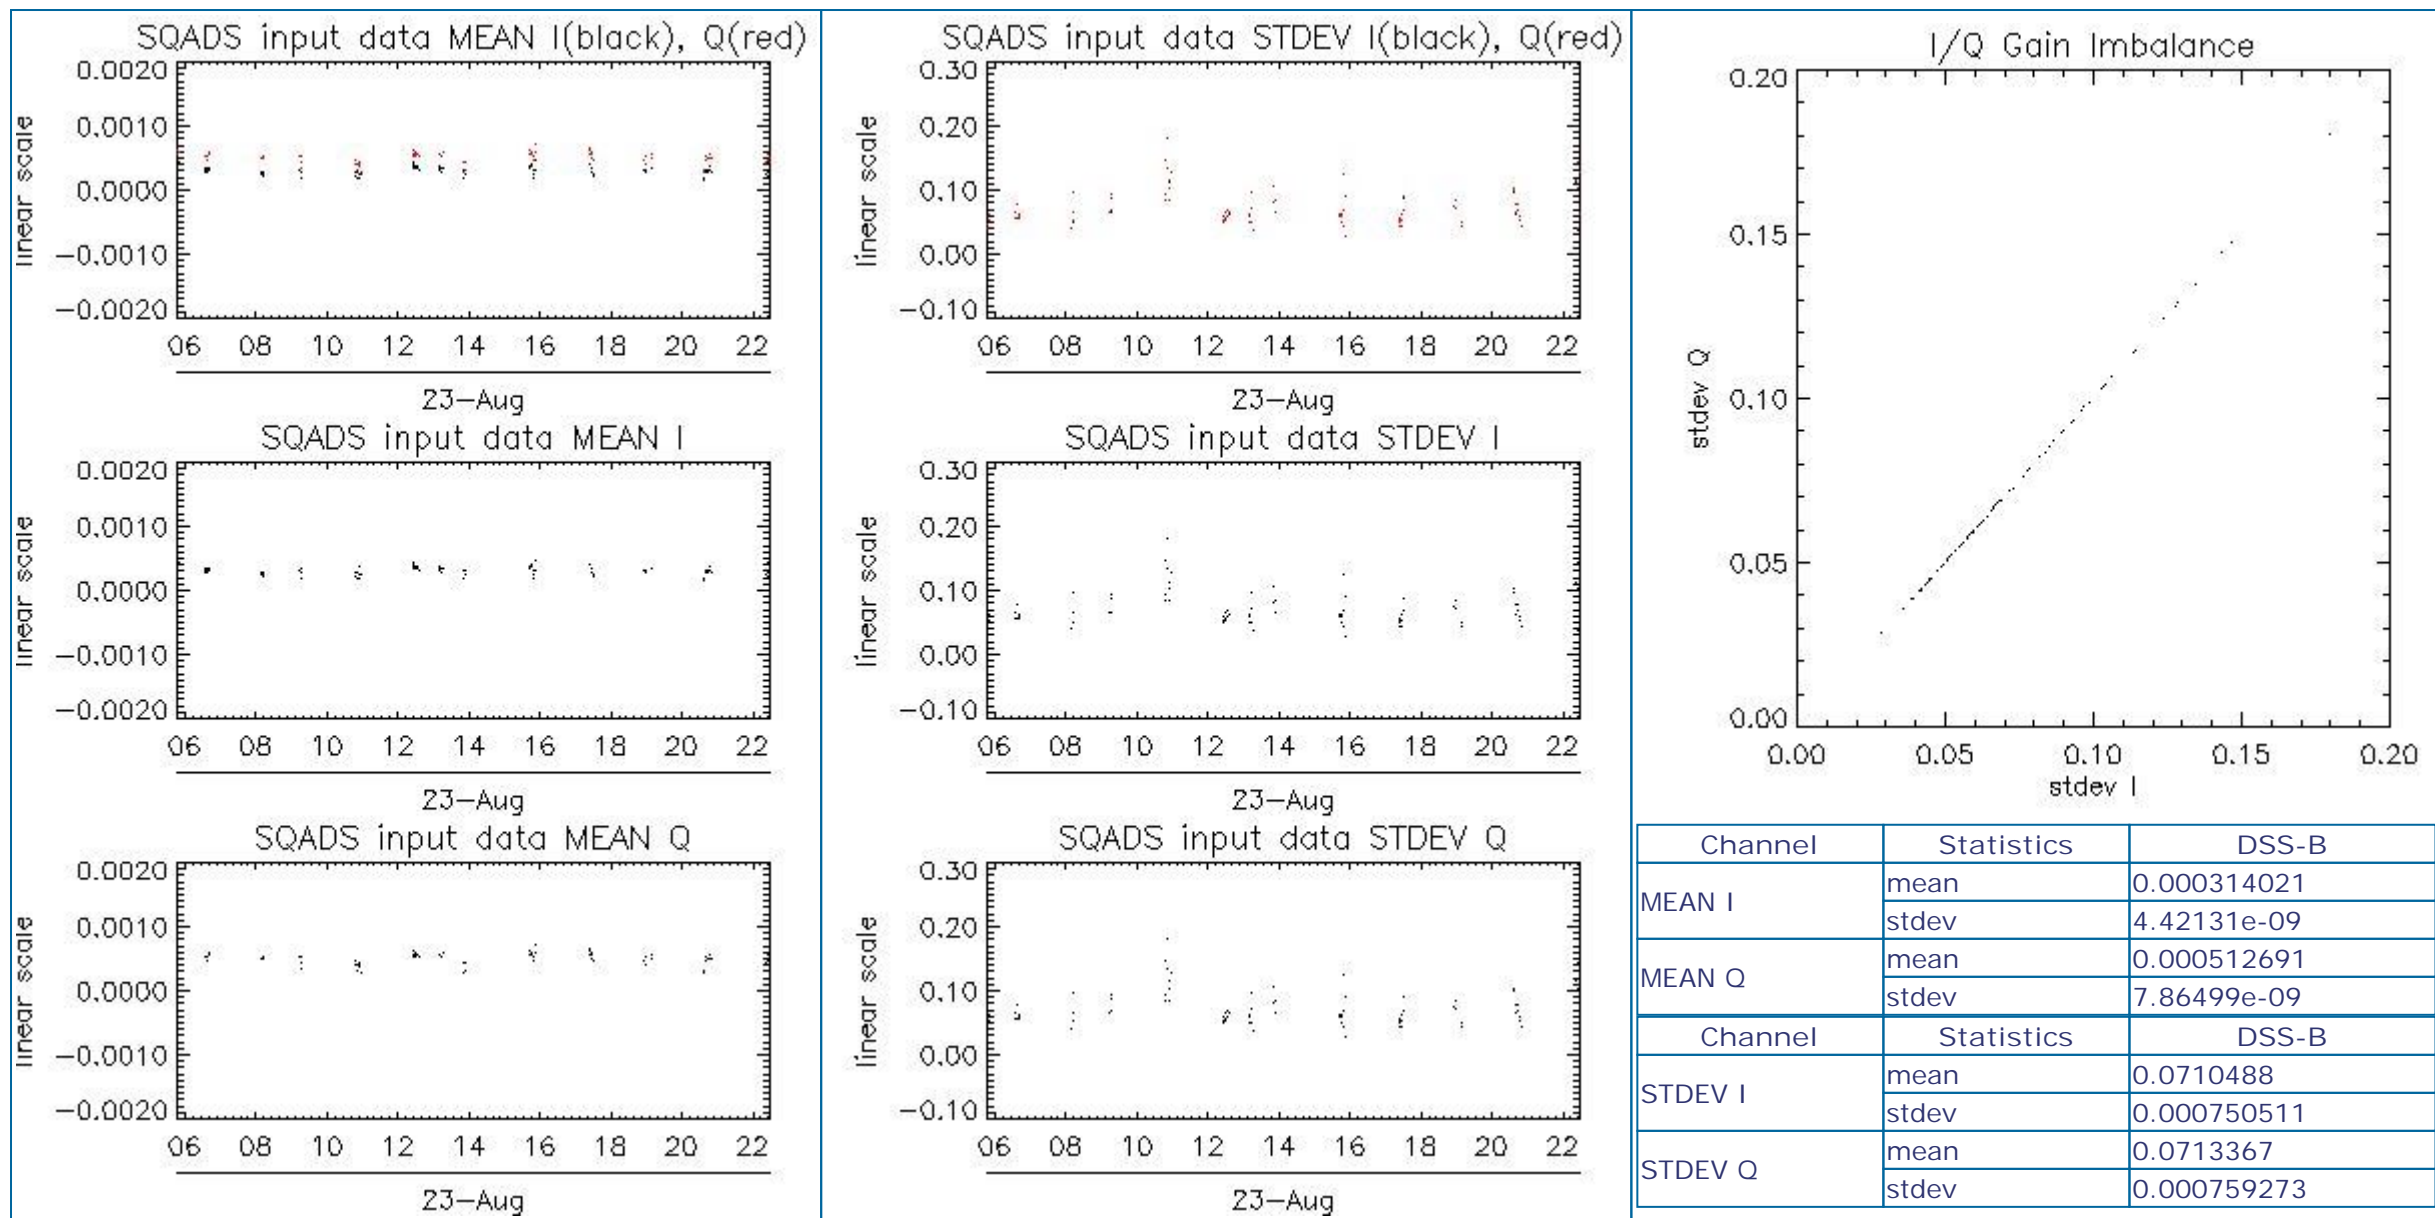 SQADS input data MEAN I(black), Q(red)
0.0020
0.0010
0.0000
−0.0010
−0.0020
linear scale
06 08 10 12 14 16 18 20 22
23−Aug
SQADS input data MEAN I
0.0020
0.0010
0.0000
−0.0010
−0.0020
linear scale
06 08 10 12 14 16 18 20 22
23−Aug
SQADS input data MEAN Q
0.0020
0.0010
0.0000
−0.0010
−0.0020
linear scale
06 08 10 12 14 16 18 20 22
23−Aug
SQADS input data STDEV I(black), Q(red)
0.30
0.20
0.10
0.00
−0.10
linear scale
06 08 10 12 14 16 18 20 22
23−Aug
SQADS input data STDEV I
0.30
0.20
0.10
0.00
−0.10
linear scale
06 08 10 12 14 16 18 20 22
23−Aug
SQADS input data STDEV Q
0.30
0.20
0.10
0.00
−0.10
linear scale
06 08 10 12 14 16 18 20 22
23−Aug
I/Q Gain Imbalance
0.20
0.15
0.10
0.05
0.00
stdev Q
0.00 0.05 0.10 0.15 0.20
stdev I
Channel Statistics DSS-B
MEAN I mean 0.000314021
stdev 4.42131e-09
MEAN Q mean 0.000512691
stdev 7.86499e-09
Channel Statistics DSS-B
STDEV I mean 0.0710488
stdev 0.000750511
STDEV Q mean 0.0713367
stdev 0.000759273